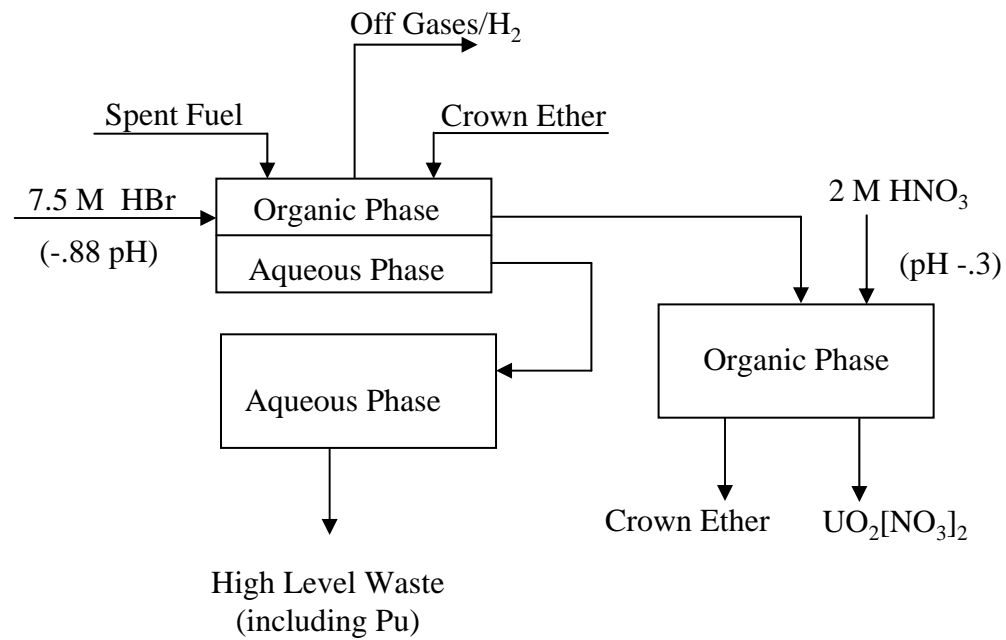 Off Gases/H₂
Spent Fuel
Crown Ether
7.5 M  HBr
(-.88 pH)
Organic Phase
Aqueous Phase
2 M HNO₃
(pH -.3)
Organic Phase
Aqueous Phase
Crown Ether
UO₂[NO₃]₂
High Level Waste
(including Pu)